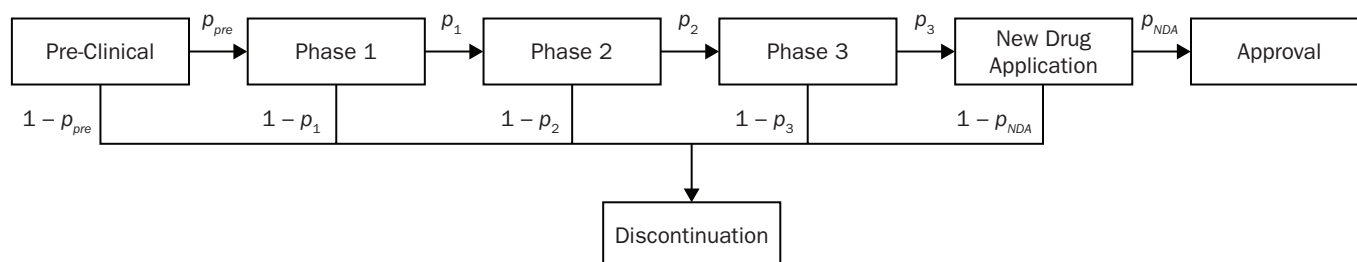 p_pre p_1 p_2 p_3 p_NDA
Pre-Clinical Phase 1 Phase 2 Phase 3 New Drug Application Approval
1 – p_pre 1 – p_1 1 – p_2 1 – p_3 1 – p_NDA
Discontinuation